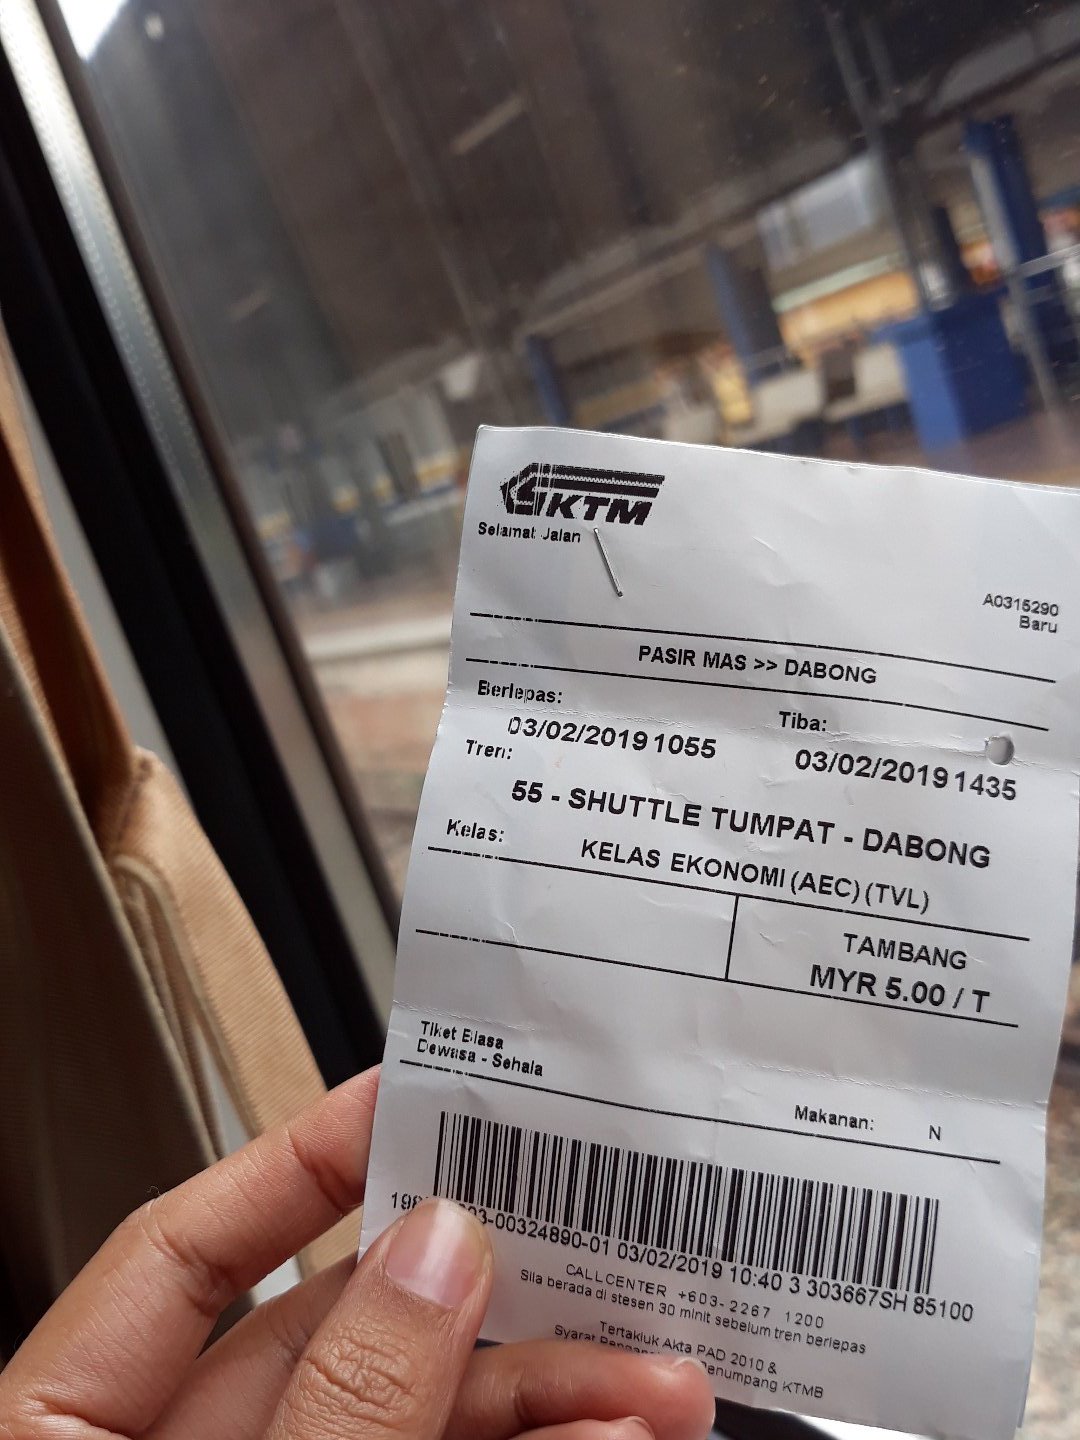 KTM
Selamat Jalan
A0315290
Baru
PASIR MAS >> DABONG
Berlepas:
Tiba:
03/02/2019 1055
03/02/2019 1435
Tren:
55 - SHUTTLE TUMPAT - DABONG
Kelas:
KELAS EKONOMI (AEC) (TVL)
TAMBANG
MYR 5.00 / T
Tiket Biasa
Dewasa - Sehala
Makanan: N
-00324890-01 03/02/2019 10:40 3 303667SH 85100
CALLCENTER +603-2267 1200
Sila berada di stesen 30 minit sebelum tren berlepas
Tertakluk Akta PAD 2010 &
Syarat Penumpang KTMB